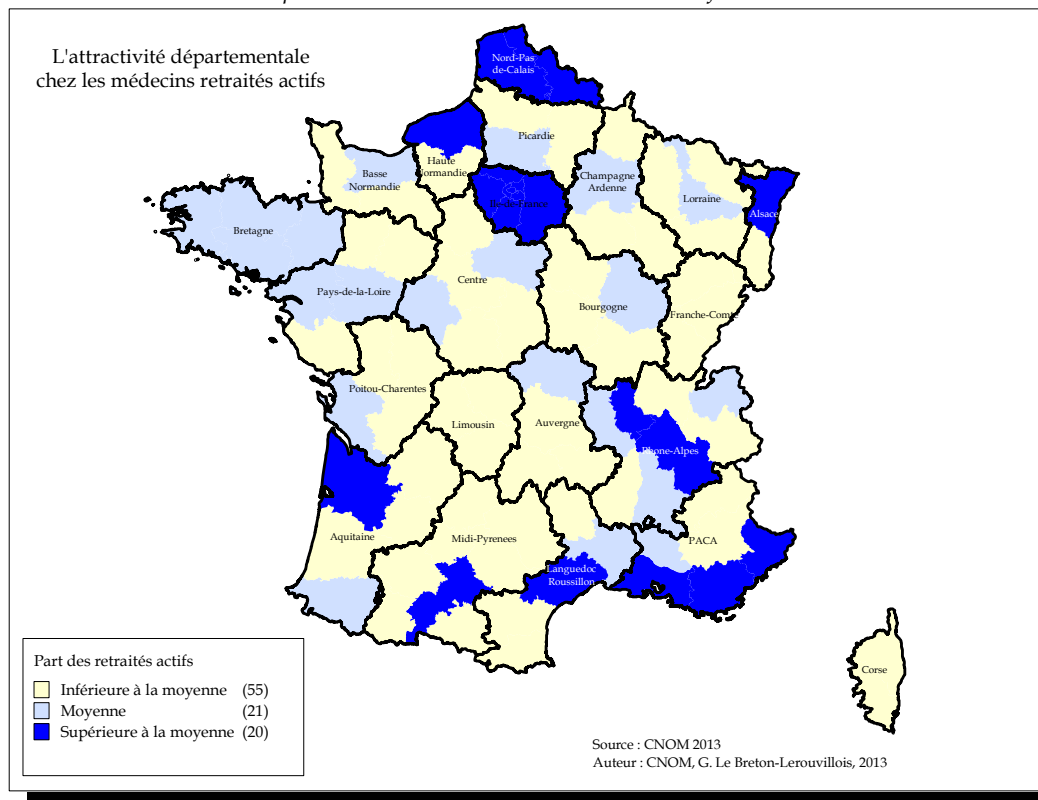 L'attractivité départementale
chez les médecins retraités actifs
Nord-Pas
de-Calais
Picardie
Haute
Normandie
Basse
Normandie
Champagne
Ardenne
Lorraine
Alsace
Ile-de-France
Bretagne
Pays-de-la-Loire
Centre
Bourgogne
Franche-Comté
Poitou-Charentes
Limousin
Auvergne
Rhone-Alpes
Aquitaine
Midi-Pyrenees
Languedoc
Roussillon
PACA
Corse
Part des retraités actifs
Inférieure à la moyenne (55)
Moyenne (21)
Supérieure à la moyenne (20)
Source : CNOM 2013
Auteur : CNOM, G. Le Breton-Lerouvillois, 2013